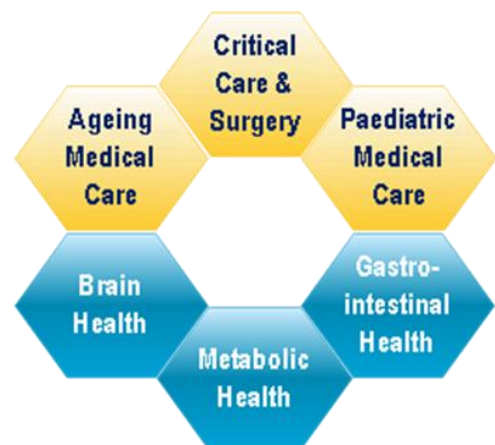 Critical
Care &
Surgery
Ageing
Medical
Care
Paediatric
Medical
Care
Brain
Health
Gastro-
intestinal
Health
Metabolic
Health